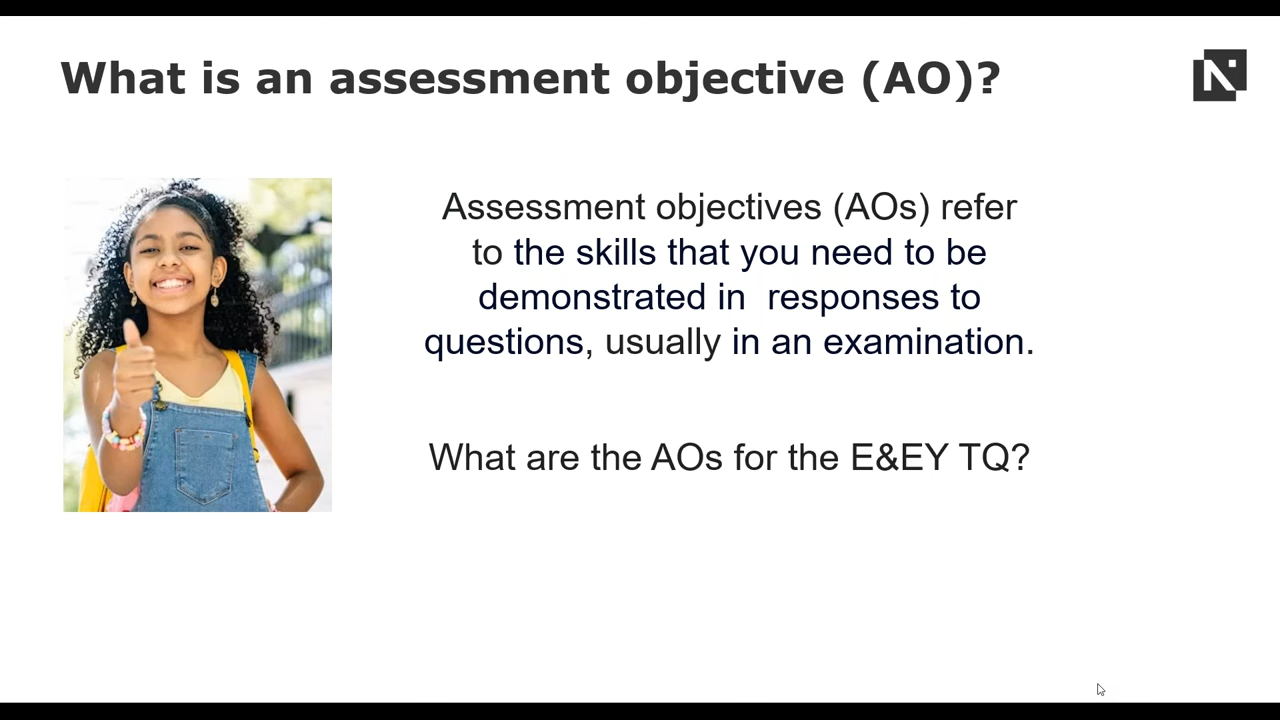 What is an assessment objective (AO)?
Assessment objectives (AOs) refer
to the skills that you need to be
demonstrated in  responses to
questions, usually in an examination.
What are the AOs for the E&EY TQ?